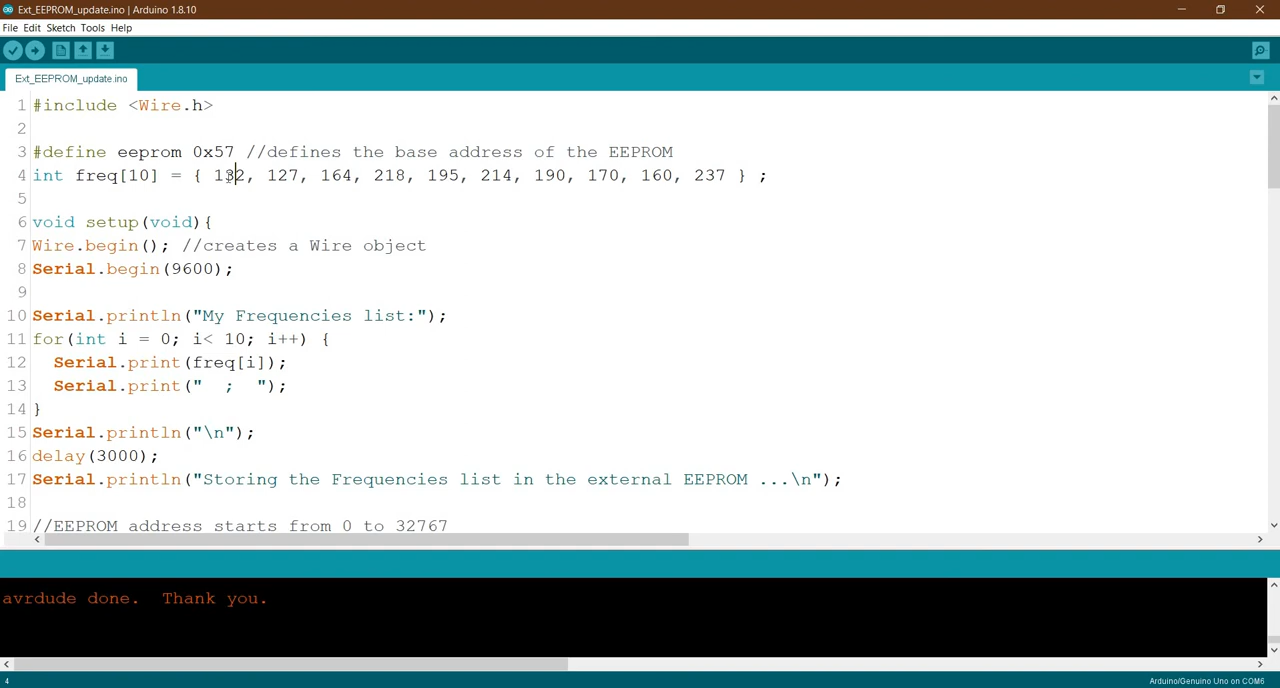 Ext_EEPROM_update.ino | Arduino 1.8.10
File Edit Sketch Tools Help
Ext_EEPROM_update.ino
1 #include <Wire.h>
2
3 #define eeprom 0x57 //defines the base address of the EEPROM
4 int freq[10] = { 132, 127, 164, 218, 195, 214, 190, 170, 160, 237 } ;
5
6 void setup(void){
7 Wire.begin(); //creates a Wire object
8 Serial.begin(9600);
9
10 Serial.println("My Frequencies list:");
11 for(int i = 0; i< 10; i++) {
12   Serial.print(freq[i]);
13   Serial.print("  ;  ");
14 }
15 Serial.println("\n");
16 delay(3000);
17 Serial.println("Storing the Frequencies list in the external EEPROM ...\n");
18
19 //EEPROM address starts from 0 to 32767
avrdude done.  Thank you.
4
Arduino/Genuino Uno on COM6